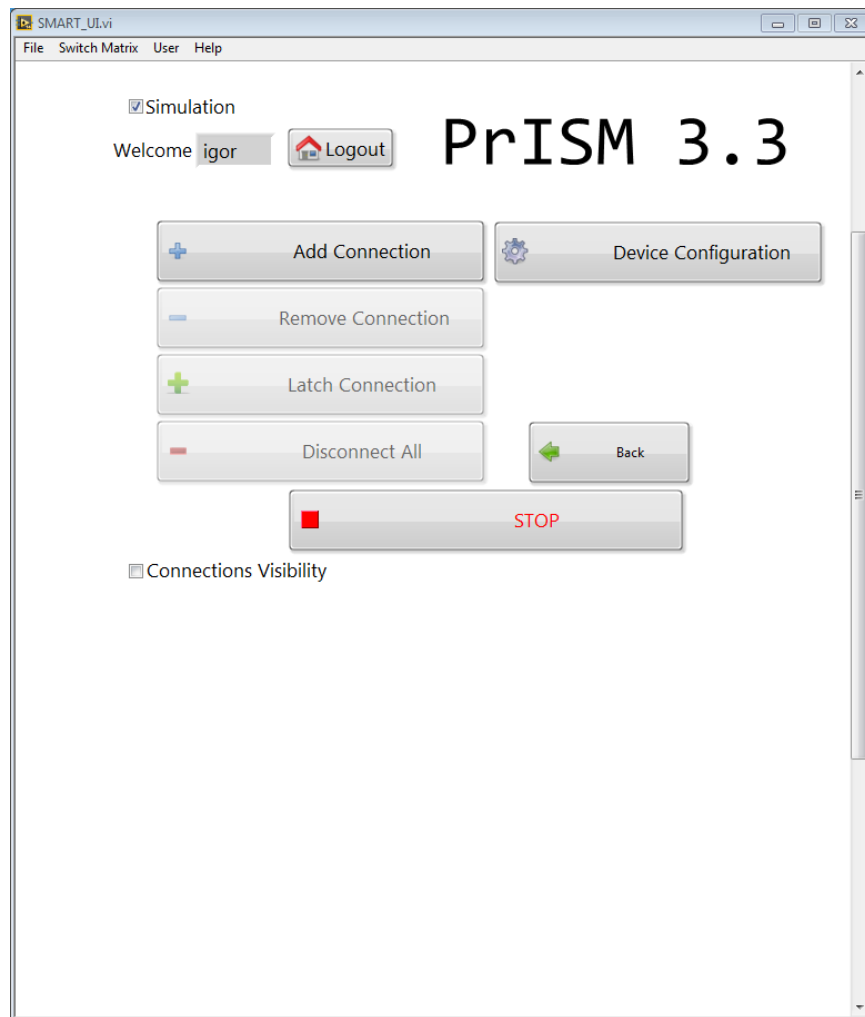 SMART_UI.vi
File Switch Matrix User Help
Simulation
Welcome igor Logout
PrISM 3.3
Add Connection
Device Configuration
Remove Connection
Latch Connection
Disconnect All
Back
STOP
Connections Visibility